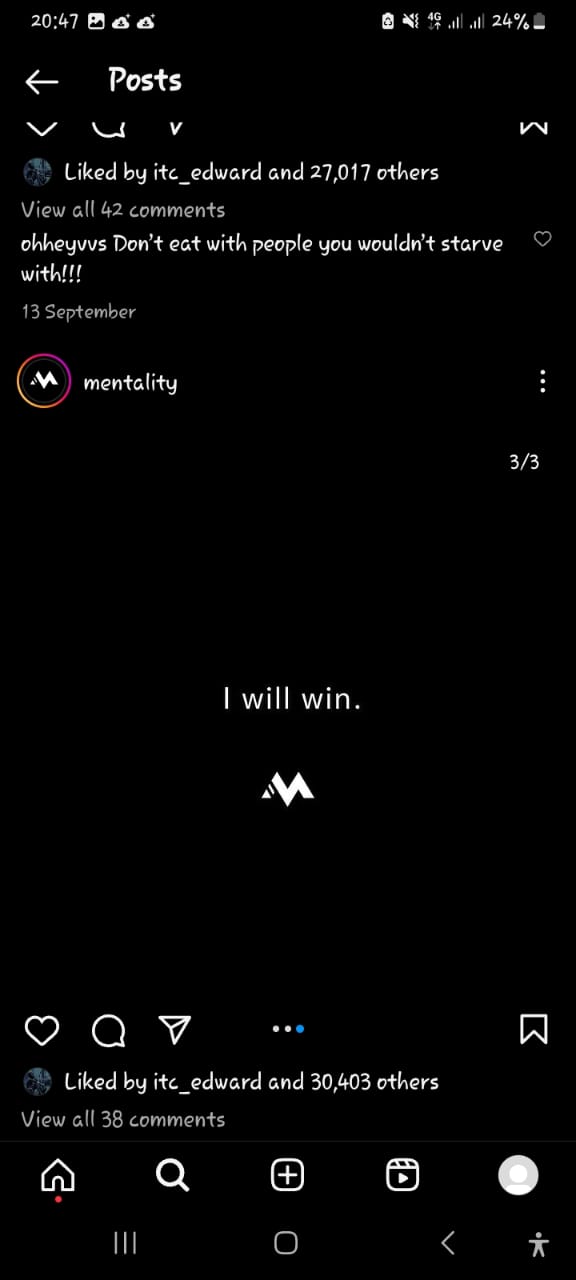 20:47 4G 24%
Posts
Liked by itc_edward and 27,017 others
View all 42 comments
ohheyvvs Don't eat with people you wouldn't starve
with!!!
13 September
mentality
3/3
I will win.
Liked by itc_edward and 30,403 others
View all 38 comments